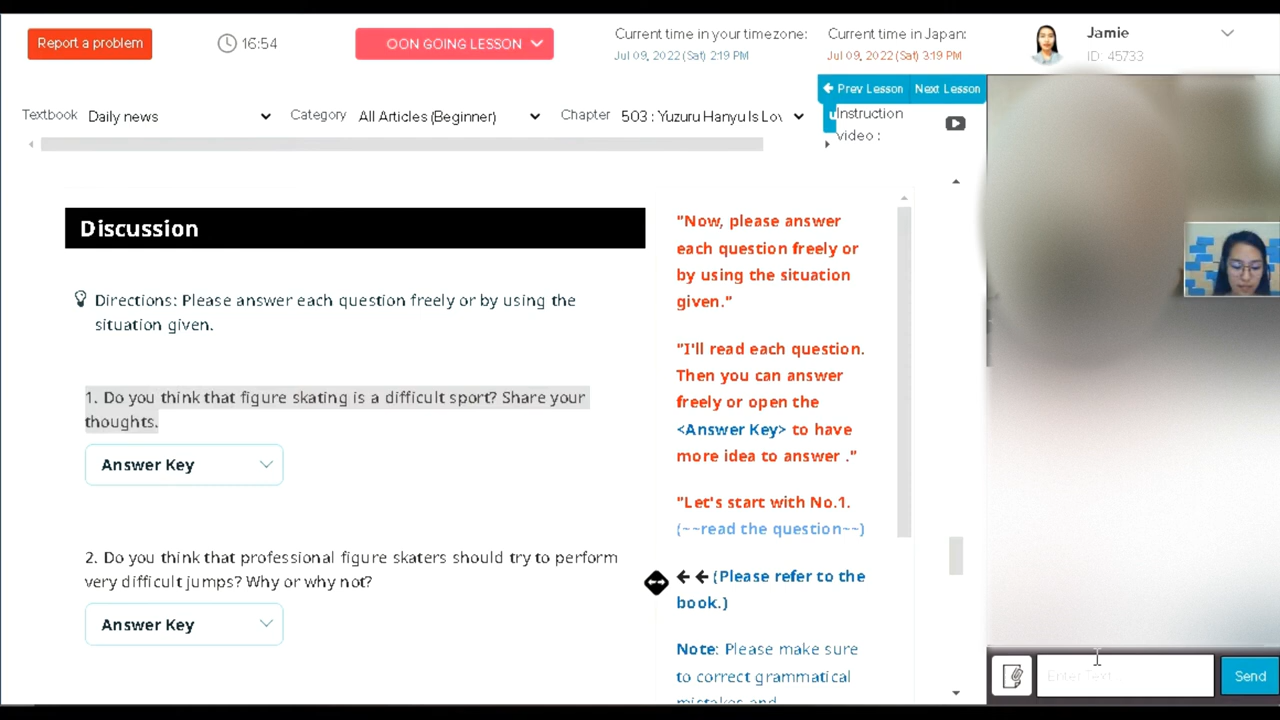 Report a problem
16:54
OON GOING LESSON
Current time in your timezone:
Jul 09, 2022 (Sat) 2:19 PM
Current time in Japan:
Jul 09, 2022 (Sat) 3:19 PM
Jamie
ID: 45733
Prev Lesson Next Lesson
Textbook Daily news
Category All Articles (Beginner)
Chapter 503 : Yuzuru Hanyu Is Lov
Instruction
video :
Discussion
Directions: Please answer each question freely or by using the
situation given.
1. Do you think that figure skating is a difficult sport? Share your
thoughts.
Answer Key
2. Do you think that professional figure skaters should try to perform
very difficult jumps? Why or why not?
Answer Key
"Now, please answer
each question freely or
by using the situation
given."
"I'll read each question.
Then you can answer
freely or open the
<Answer Key> to have
more idea to answer ."
"Let's start with No.1.
(~~read the question~~)
←← (Please refer to the
book.)
Note: Please make sure
to correct grammatical
mistakes and
Enter Text
Send